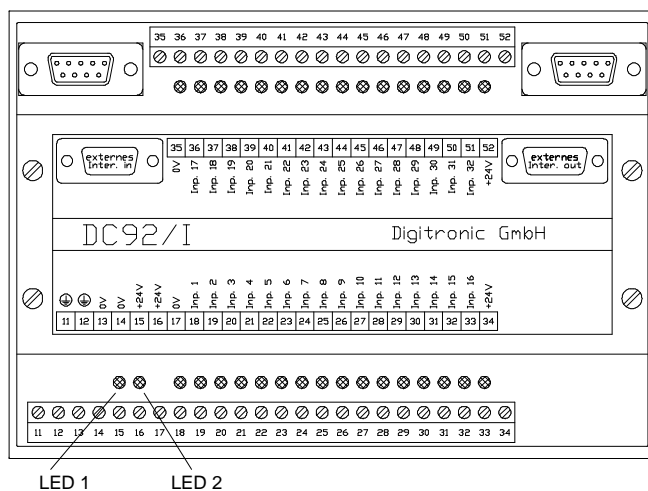 35 36 37 38 39 40 41 42 43 44 45 46 47 48 49 50 51 52
externes
Inter. in
35 36 37 38 39 40 41 42 43 44 45 46 47 48 49 50 51 52
0V Inp. 17 Inp. 18 Inp. 19 Inp. 20 Inp. 21 Inp. 22 Inp. 23 Inp. 24 Inp. 25 Inp. 26 Inp. 27 Inp. 28 Inp. 29 Inp. 30 Inp. 31 Inp. 32 +24V
externes
Inter. out
DC92/I
Digitronic GmbH
0V 0V +24V +24V 0V Inp. 1 Inp. 2 Inp. 3 Inp. 4 Inp. 5 Inp. 6 Inp. 7 Inp. 8 Inp. 9 Inp. 10 Inp. 11 Inp. 12 Inp. 13 Inp. 14 Inp. 15 Inp. 16 +24V
11 12 13 14 15 16 17 18 19 20 21 22 23 24 25 26 27 28 29 30 31 32 33 34
11 12 13 14 15 16 17 18 19 20 21 22 23 24 25 26 27 28 29 30 31 32 33 34
LED 1
LED 2